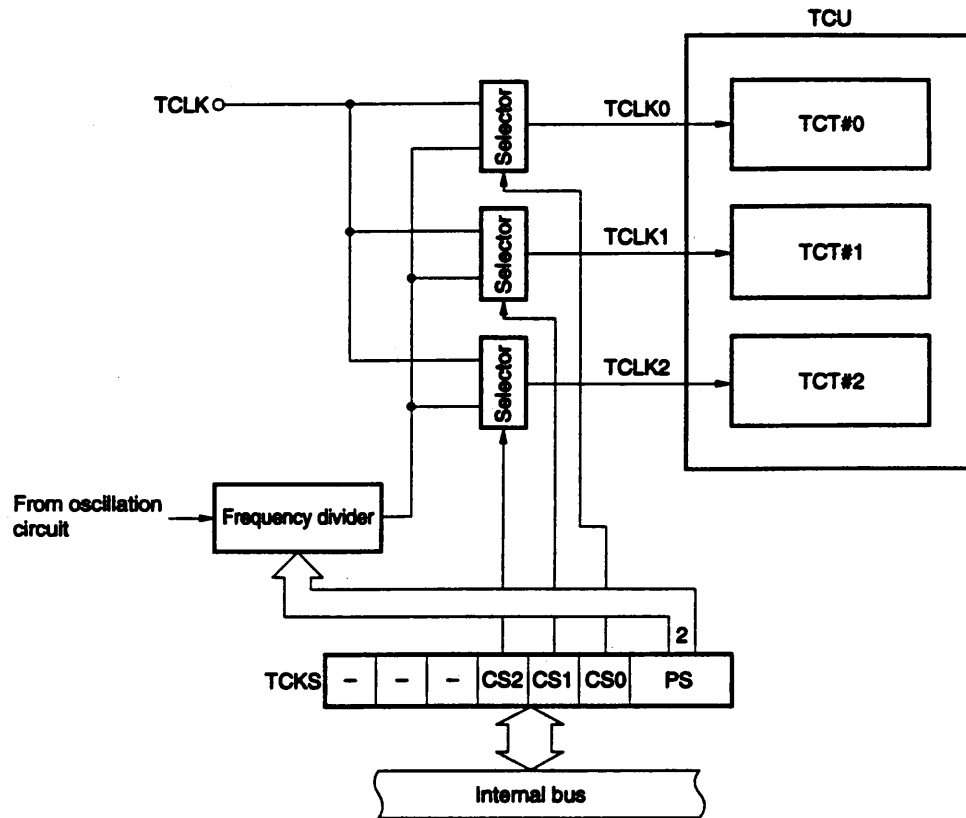 TCU
TCLK
Selector
TCLK0
TCT#0
Selector
TCLK1
TCT#1
Selector
TCLK2
TCT#2
From oscillation
circuit
Frequency divider
2
TCKS
– – – CS2 CS1 CS0 PS
Internal bus